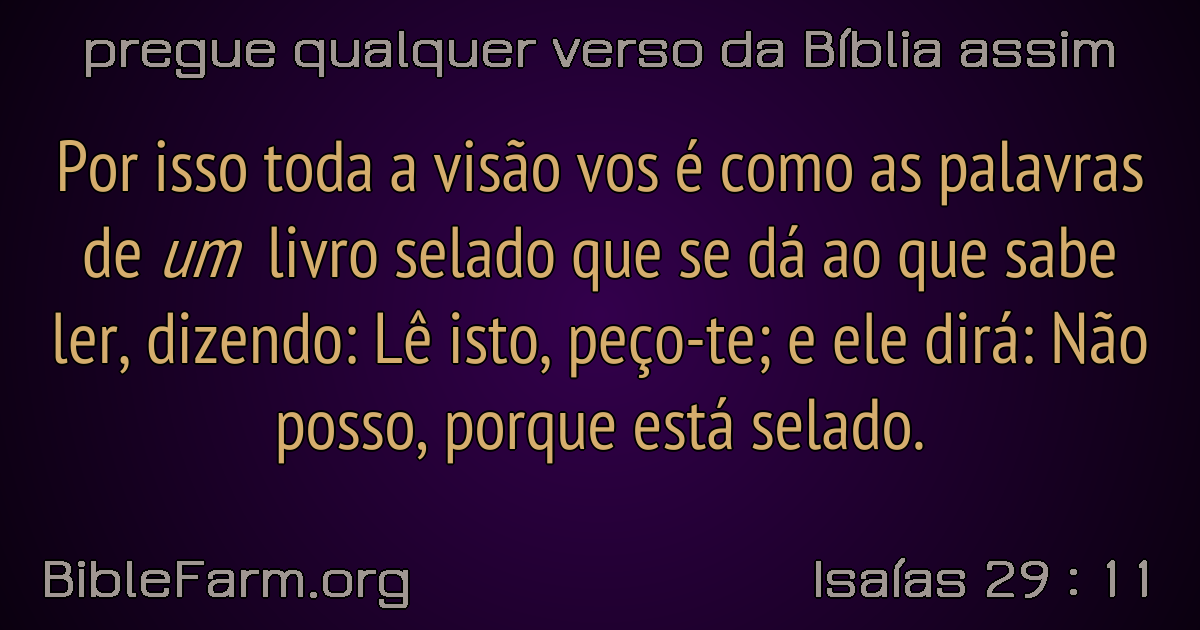 pregue qualquer verso da Bíblia assim
Por isso toda a visão vos é como as palavras
de um livro selado que se dá ao que sabe
ler, dizendo: Lê isto, peço-te; e ele dirá: Não
posso, porque está selado.
BibleFarm.org
Isaías 29 : 11